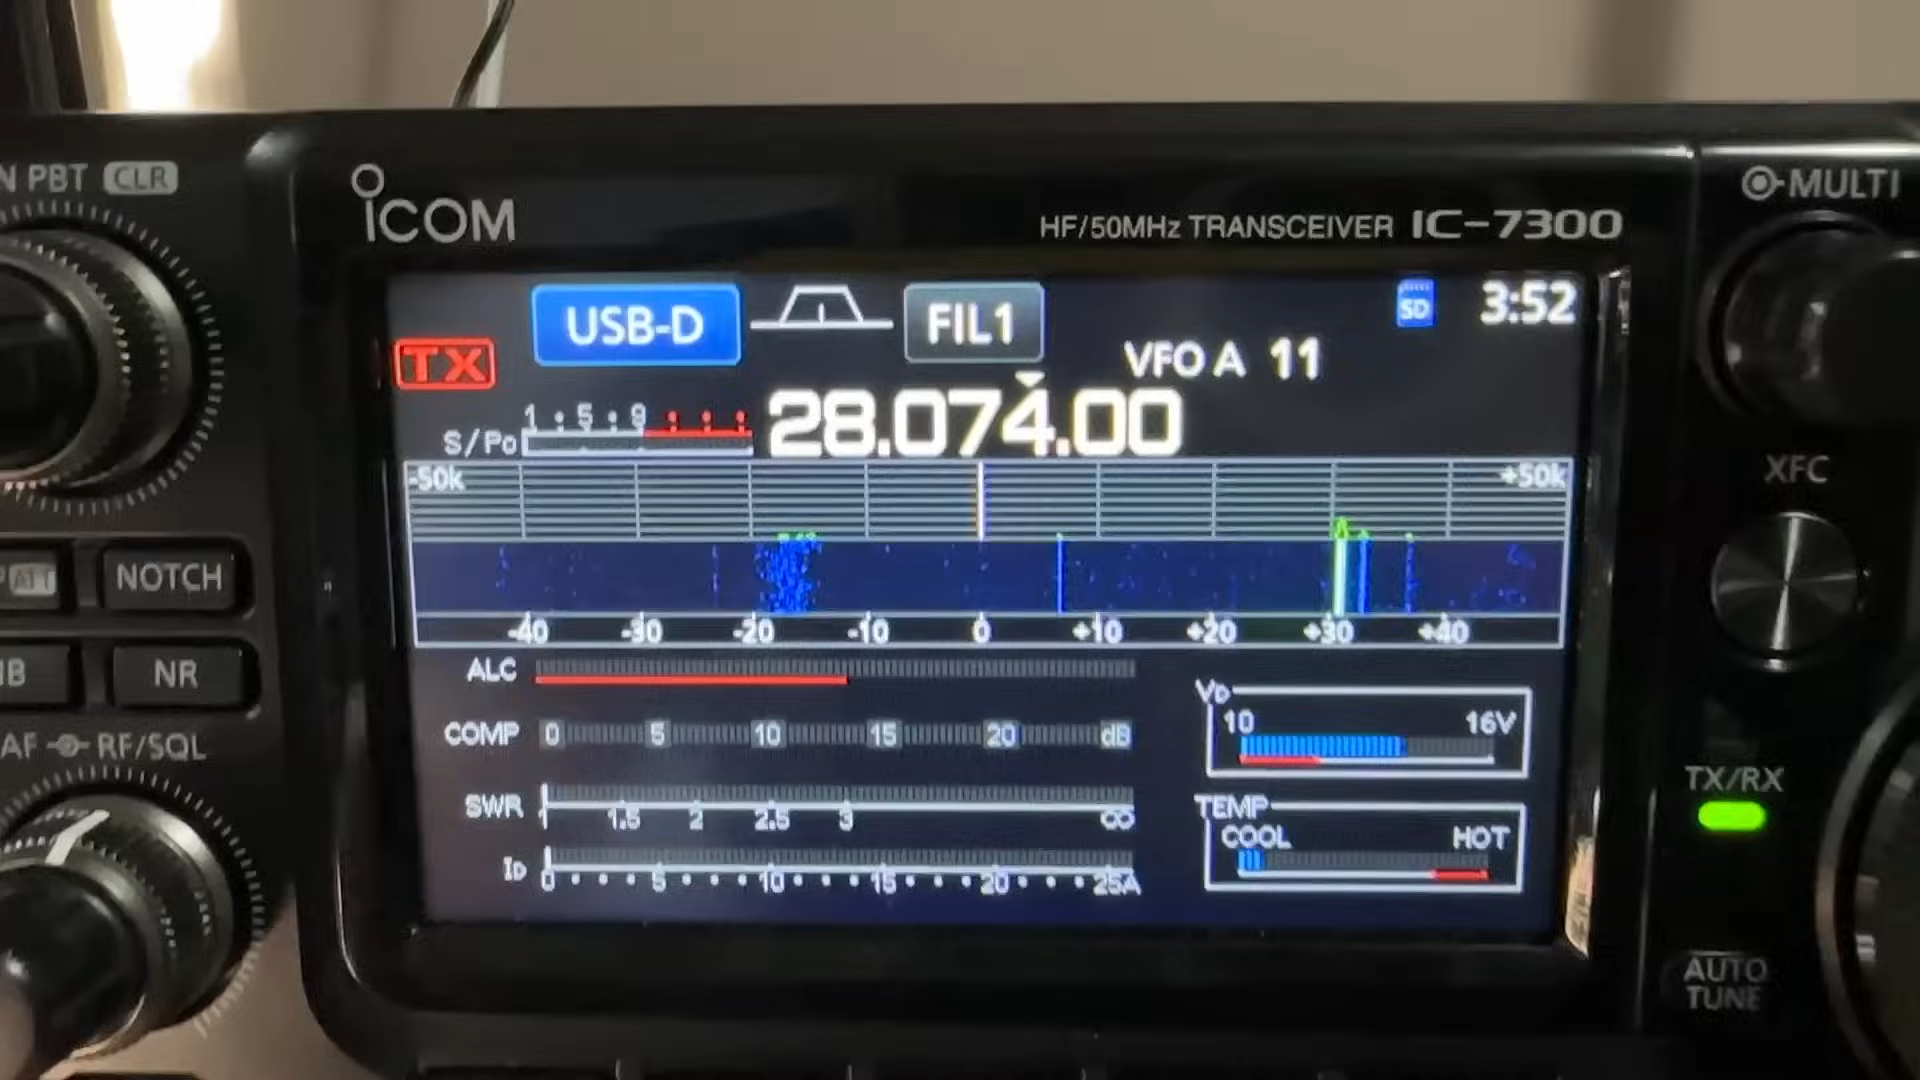 N PBT CLR
ICOM
HF/50MHz TRANSCEIVER IC-7300
MULTI
USB-D
FIL1
SD
3:52
TX
VFO A 11
S/Po
1 5 9
28.074.00
-50k
+50k
-40 -30 -20 -10 0 +10 +20 +30 +40
P ATT
NOTCH
NR
AF RF/SQL
XFC
ALC
COMP 0 5 10 15 20 dB
SWR 1 1.5 2 2.5 3 ∞
ID 0 5 10 15 20 25A
VD
10 16V
TEMP
COOL HOT
TX/RX
AUTO
TUNE